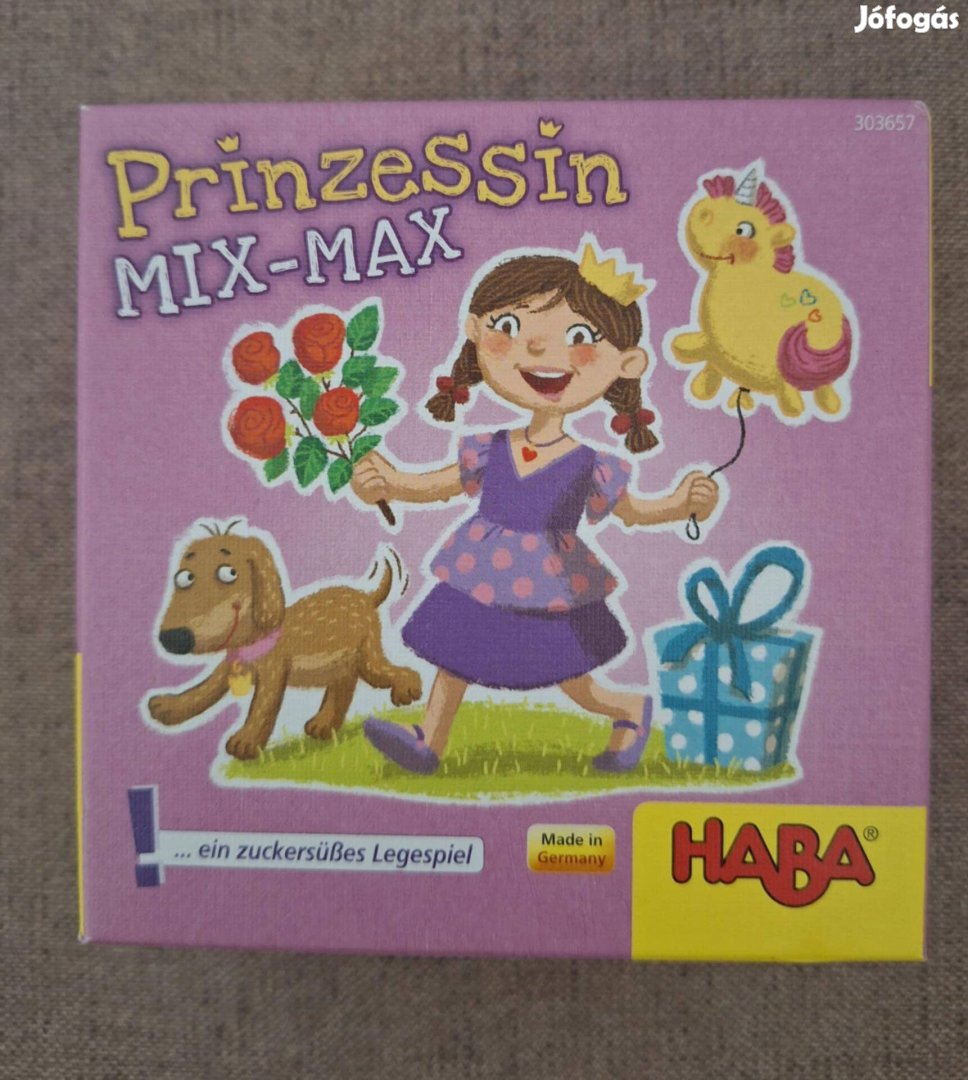 Jófogás
303657
Prinzessin
MIX-MAX
... ein zuckersüßes Legespiel
Made in
Germany
HABA®